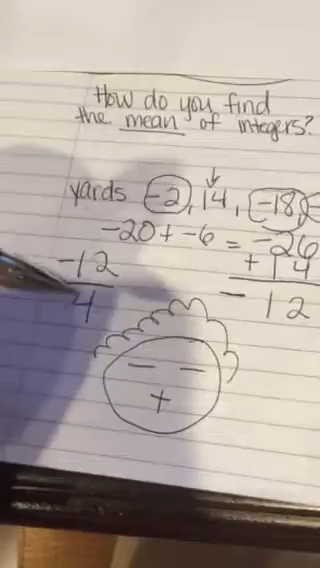 How do you find
the mean of integers?
yards -2, 14, -18,
-20 + -6 = -26
+14
-12
-12
4
- -
+